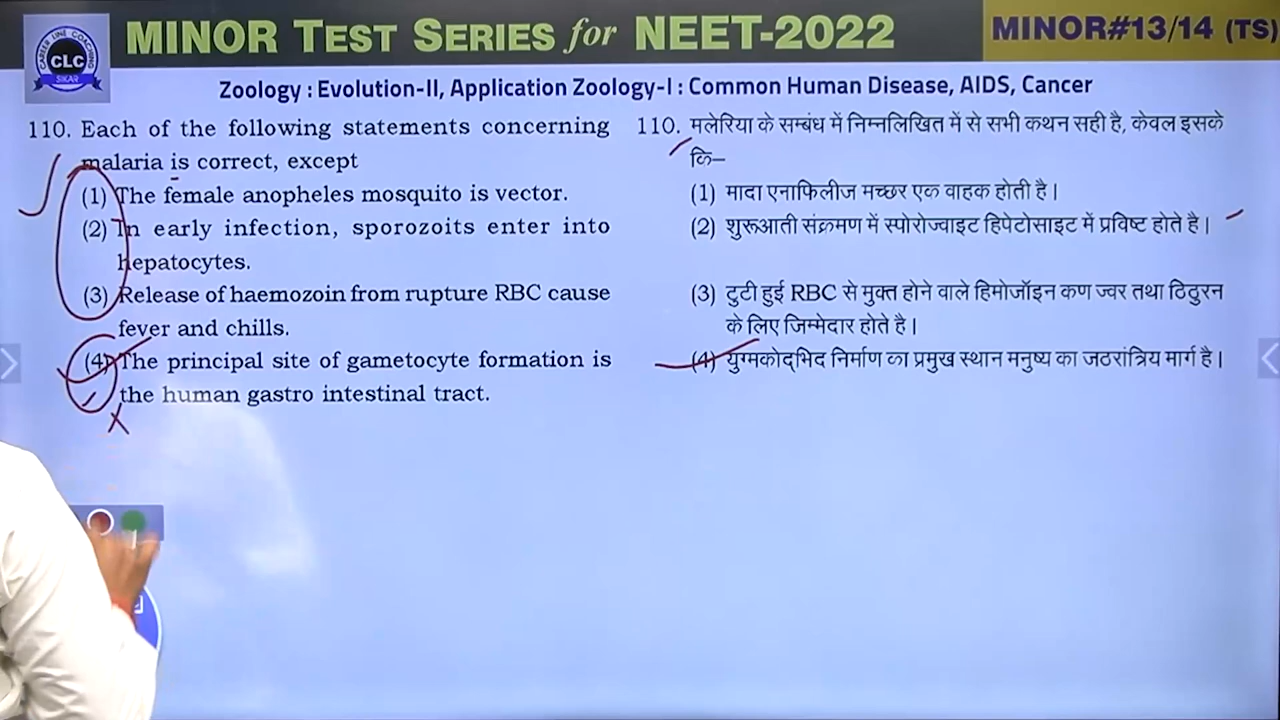 CAREER LINE COACHING
CLC
SIKAR
MINOR TEST SERIES for NEET-2022
MINOR#13/14 (TS)
Zoology : Evolution-II, Application Zoology-I : Common Human Disease, AIDS, Cancer
110. Each of the following statements concerning
malaria is correct, except
(1) The female anopheles mosquito is vector.
(2) In early infection, sporozoits enter into
hepatocytes.
(3) Release of haemozoin from rupture RBC cause
fever and chills.
(4) The principal site of gametocyte formation is
the human gastro intestinal tract.
110. मलेरिया के सम्बंध में निम्नलिखित में से सभी कथन सही है, केवल इसके
कि–
(1) मादा एनाफिलीज मच्छर एक वाहक होती है।
(2) शुरूआती संक्रमण में स्पोरोज्वाइट हिपेटोसाइट में प्रविष्ट होते है।
(3) टुटी हुई RBC से मुक्त होने वाले हिमोजॉइन कण ज्वर तथा ठिठुरन
के लिए जिम्मेदार होते है।
(4) युग्मकोद्भिद निर्माण का प्रमुख स्थान मनुष्य का जठरांत्रिय मार्ग है।